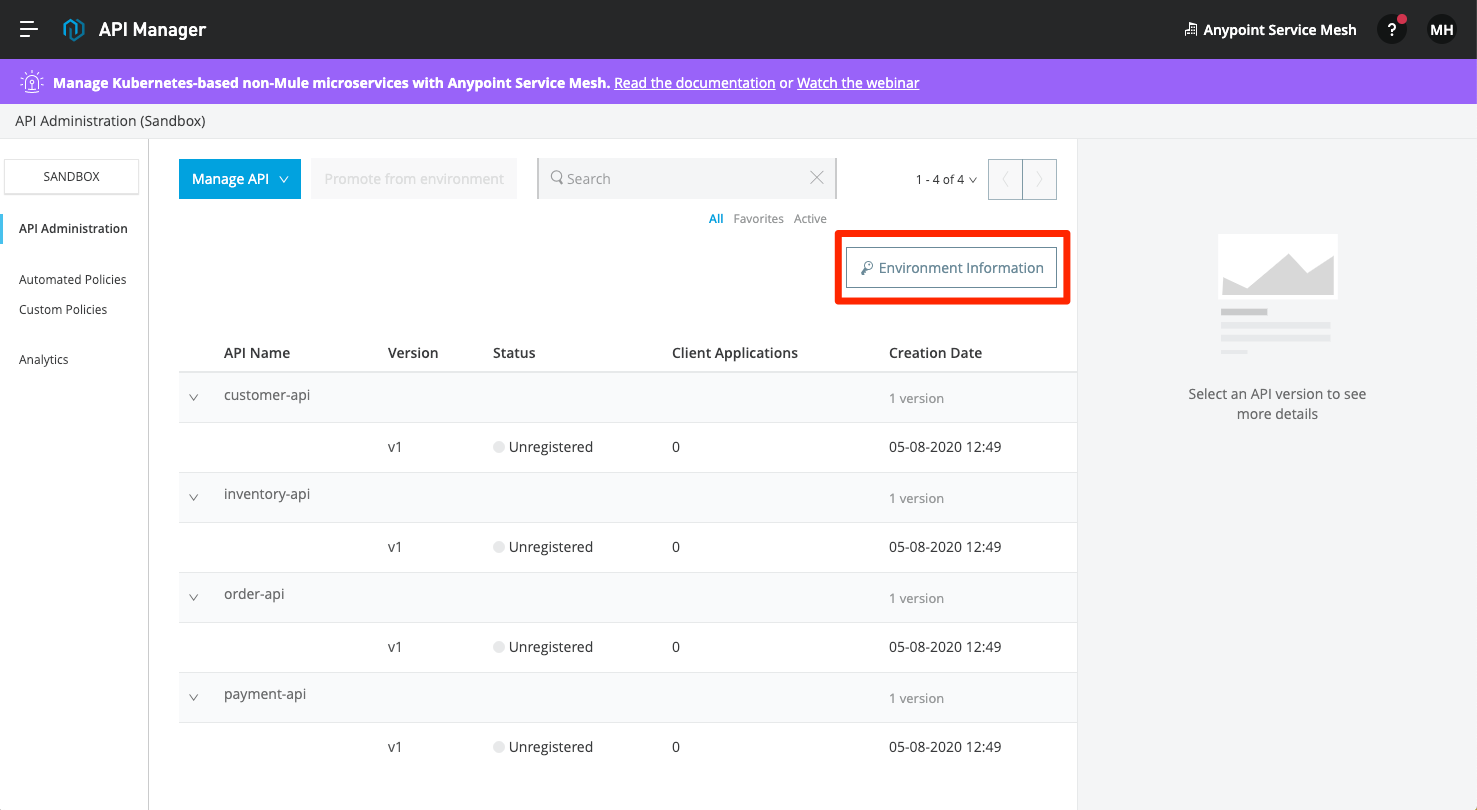 API Manager
Anypoint Service Mesh
?
MH
Manage Kubernetes-based non-Mule microservices with Anypoint Service Mesh. Read the documentation or Watch the webinar
API Administration (Sandbox)
SANDBOX
API Administration
Automated Policies
Custom Policies
Analytics
Manage API
Promote from environment
Search
1 - 4 of 4
All Favorites Active
Environment Information
API Name Version Status Client Applications Creation Date
customer-api 1 version
v1 Unregistered 0 05-08-2020 12:49
inventory-api 1 version
v1 Unregistered 0 05-08-2020 12:49
order-api 1 version
v1 Unregistered 0 05-08-2020 12:49
payment-api 1 version
v1 Unregistered 0 05-08-2020 12:49
Select an API version to see
more details